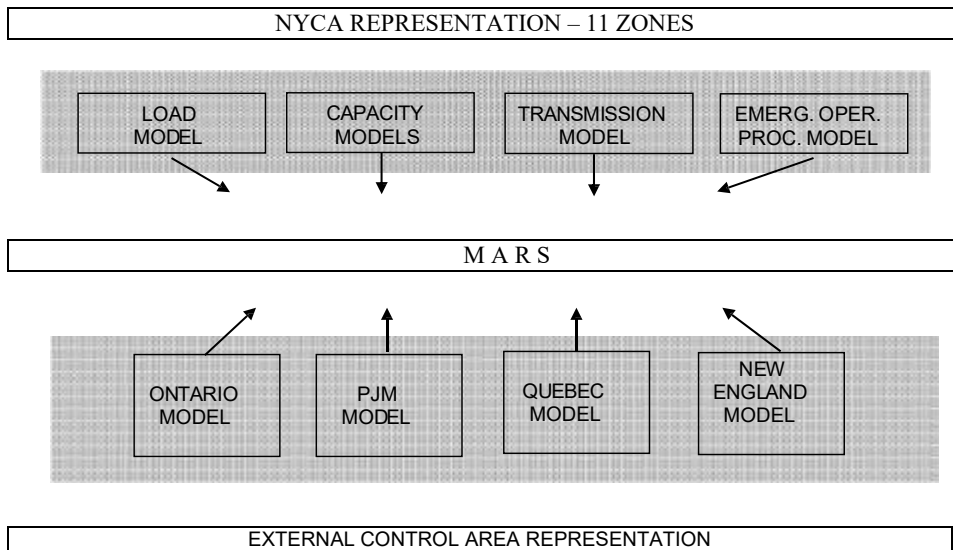 NYCA REPRESENTATION – 11 ZONES
LOAD
MODEL
CAPACITY
MODELS
TRANSMISSION
MODEL
EMERG. OPER.
PROC. MODEL
M A R S
ONTARIO
MODEL
PJM
MODEL
QUEBEC
MODEL
NEW
ENGLAND
MODEL
EXTERNAL CONTROL AREA REPRESENTATION